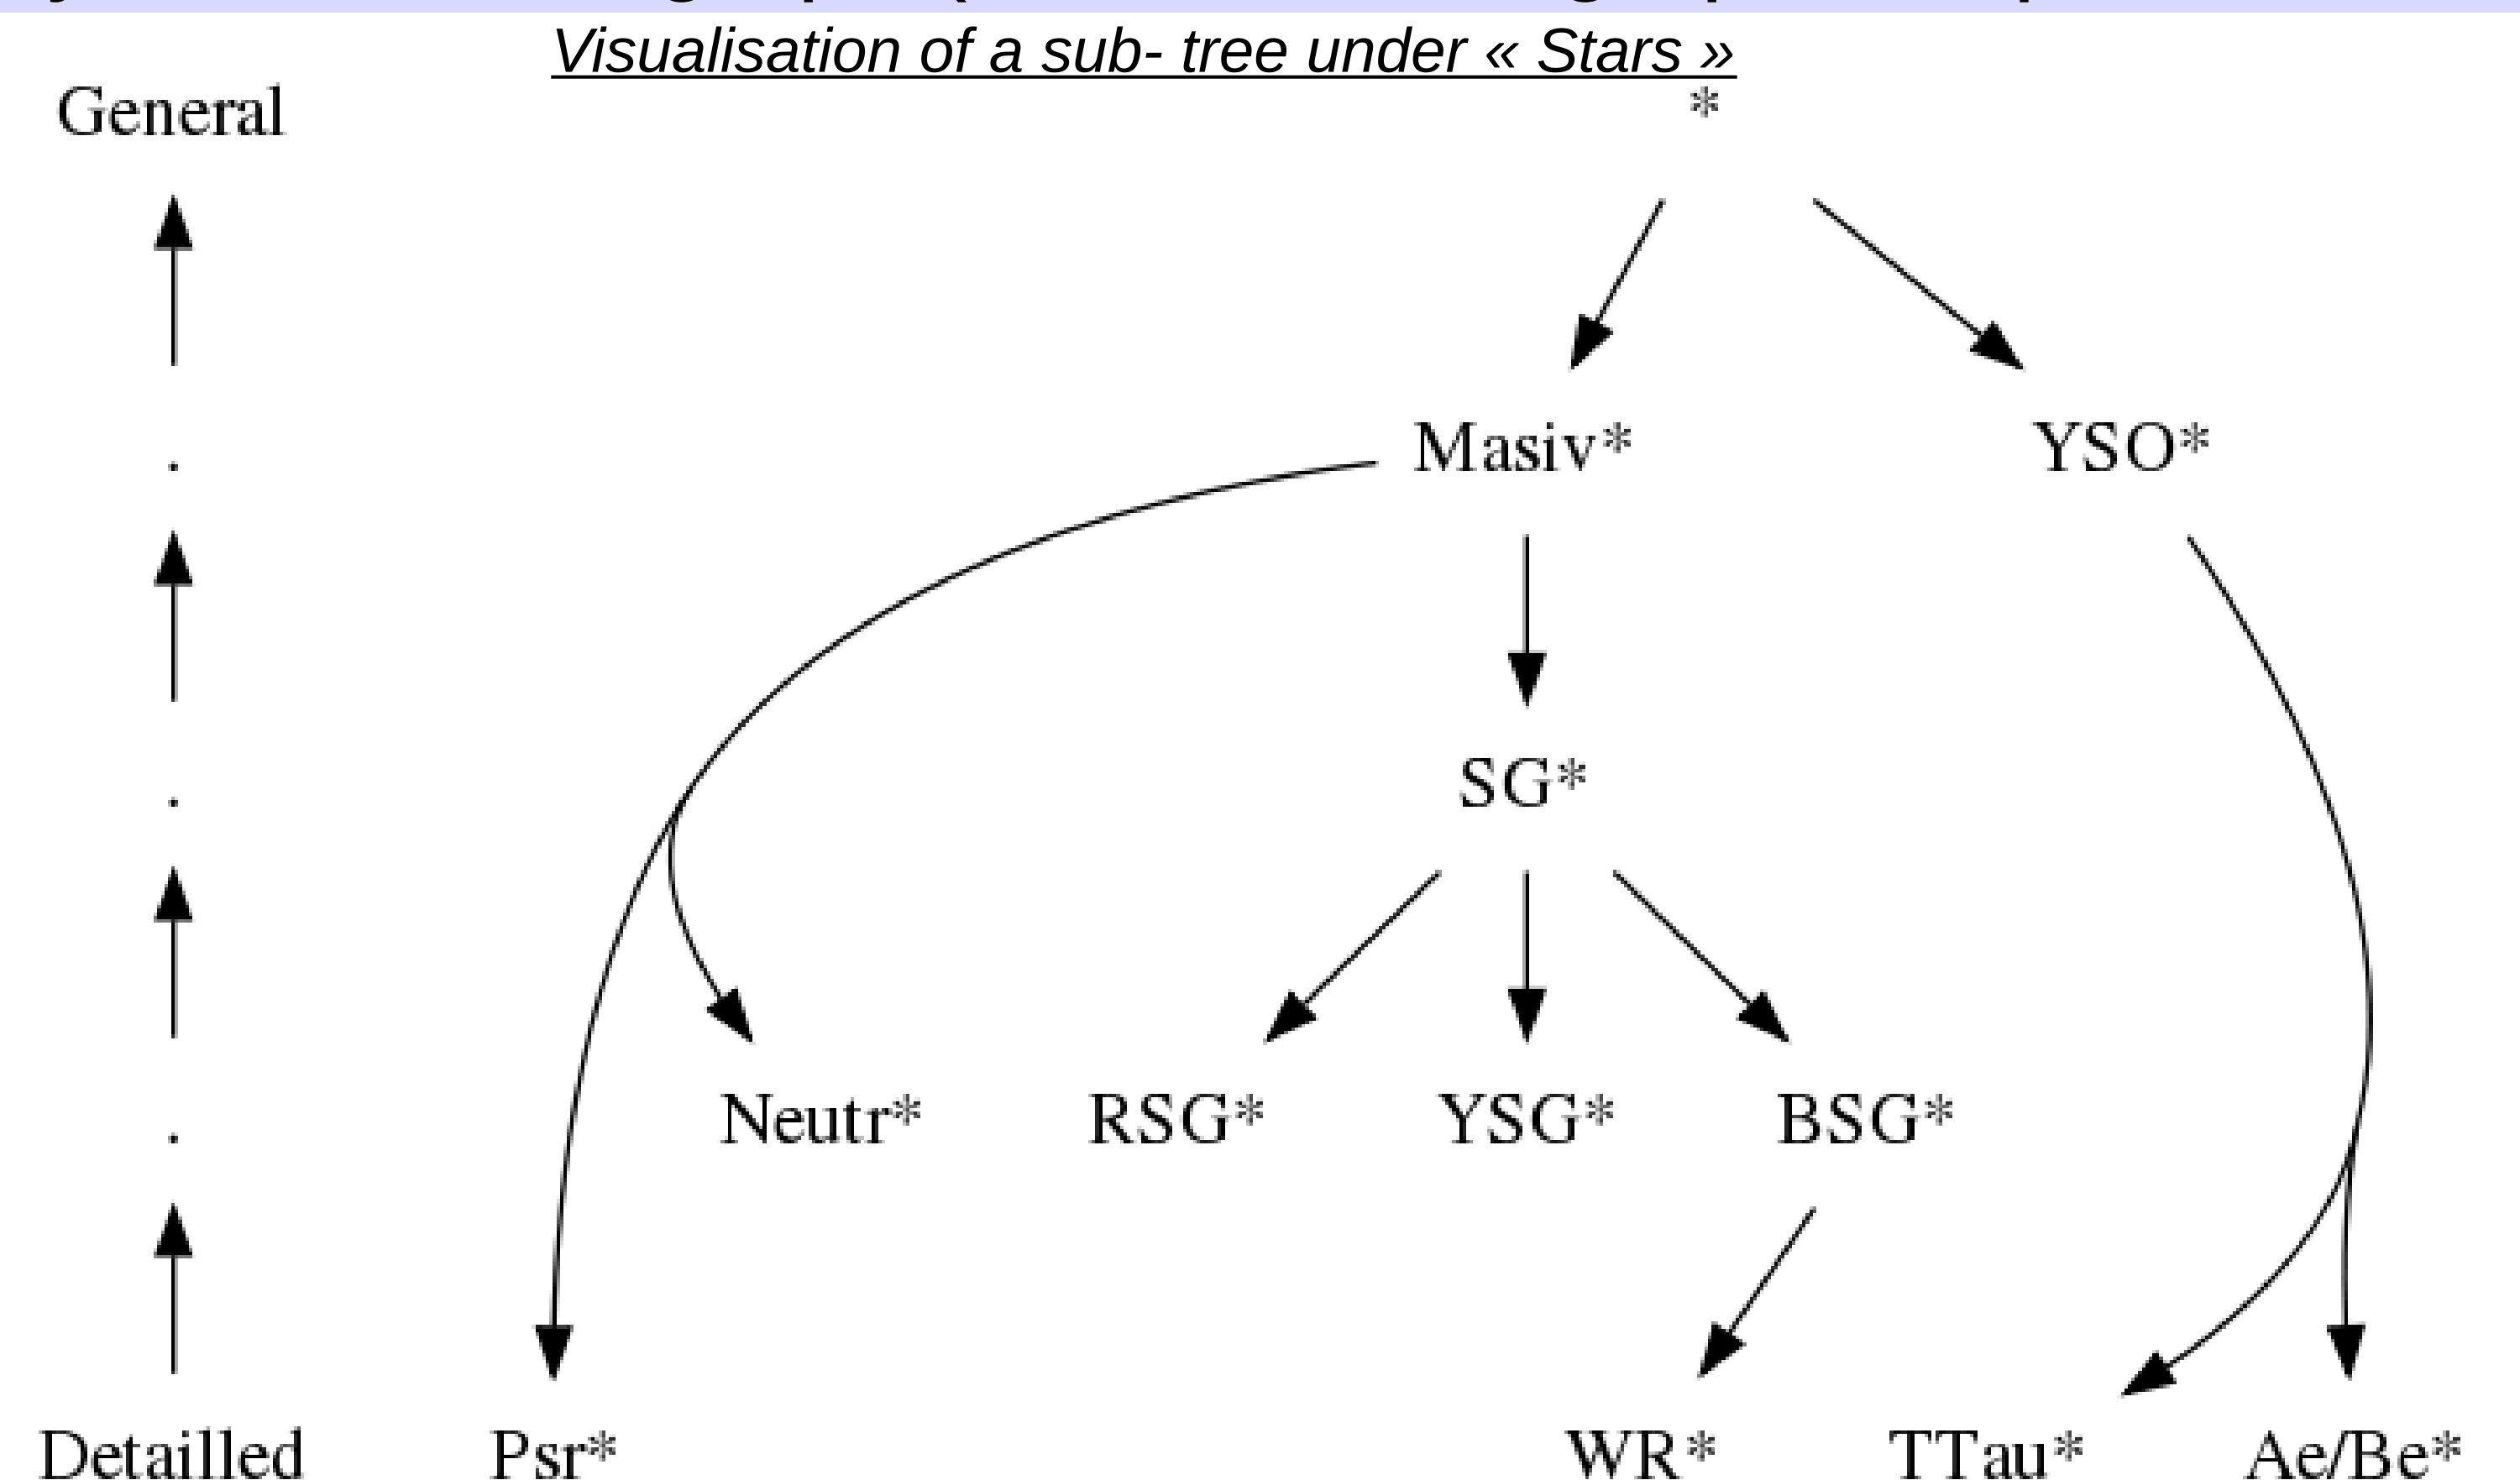 Visualisation of a sub- tree under « Stars »
General *
. Masiv* YSO*
. SG*
. Neutr* RSG* YSG* BSG*
Detailled Psr* WR* TTau* Ae/Be*